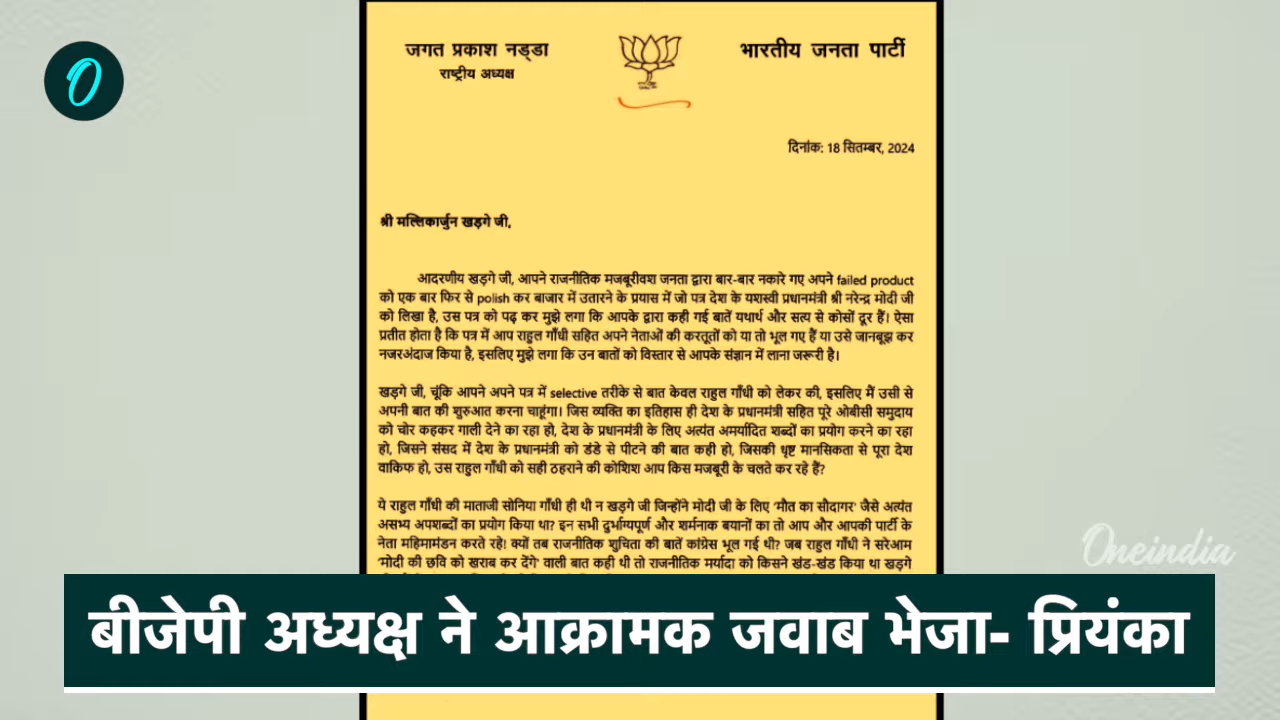 जगत प्रकाश नड्डा
राष्ट्रीय अध्यक्ष
भारतीय जनता पार्टी
दिनांक: 18 सितम्बर, 2024
श्री मल्लिकार्जुन खड़गे जी,
आदरणीय खड़गे जी, आपने राजनीतिक मजबूरीवश जनता द्वारा बार-बार नकारे गए अपने failed product
को एक बार फिर से polish कर बाजार में उतारने के प्रयास में जो पत्र देश के यशस्वी प्रधानमंत्री श्री नरेन्द्र मोदी जी
को लिखा है, उस पत्र को पढ़ कर मुझे लगा कि आपके द्वारा कही गई बातें यथार्थ और सत्य से कोसों दूर हैं। ऐसा
प्रतीत होता है कि पत्र में आप राहुल गाँधी सहित अपने नेताओं की करतूतों को या तो भूल गए हैं या उसे जानबूझ कर
नजरअंदाज किया है, इसलिए मुझे लगा कि उन बातों को विस्तार से आपके संज्ञान में लाना जरूरी है।
खड़गे जी, चूंकि आपने अपने पत्र में selective तरीके से बात केवल राहुल गाँधी को लेकर की, इसलिए मैं उसी से
अपनी बात की शुरुआत करना चाहूंगा। जिस व्यक्ति का इतिहास ही देश के प्रधानमंत्री सहित पूरे ओबीसी समुदाय
को चोर कहकर गाली देने का रहा हो, देश के प्रधानमंत्री के लिए अत्यंत अमर्यादित शब्दों का प्रयोग करने का रहा
हो, जिसने संसद में देश के प्रधानमंत्री को डंडे से पीटने की बात कही हो, जिसकी धृष्ट मानसिकता से पूरा देश
वाकिफ हो, उस राहुल गाँधी को सही ठहराने की कोशिश आप किस मजबूरी के चलते कर रहे हैं?
ये राहुल गाँधी की माताजी सोनिया गाँधी ही थी न खड़गे जी जिन्होंने मोदी जी के लिए 'मौत का सौदागर' जैसे अत्यंत
असभ्य अपशब्दों का प्रयोग किया था? इन सभी दुर्भाग्यपूर्ण और शर्मनाक बयानों का तो आप और आपकी पार्टी के
नेता महिमामंडन करते रहे! क्यों तब राजनीतिक शुचिता की बातें कांग्रेस भूल गई थी? जब राहुल गाँधी ने सरेआम
'मोदी की छवि को खराब कर देंगे' वाली बात कही थी तो राजनीतिक मर्यादा को किसने खंड-खंड किया था खड़गे
Oneindia
बीजेपी अध्यक्ष ने आक्रामक जवाब भेजा- प्रियंका